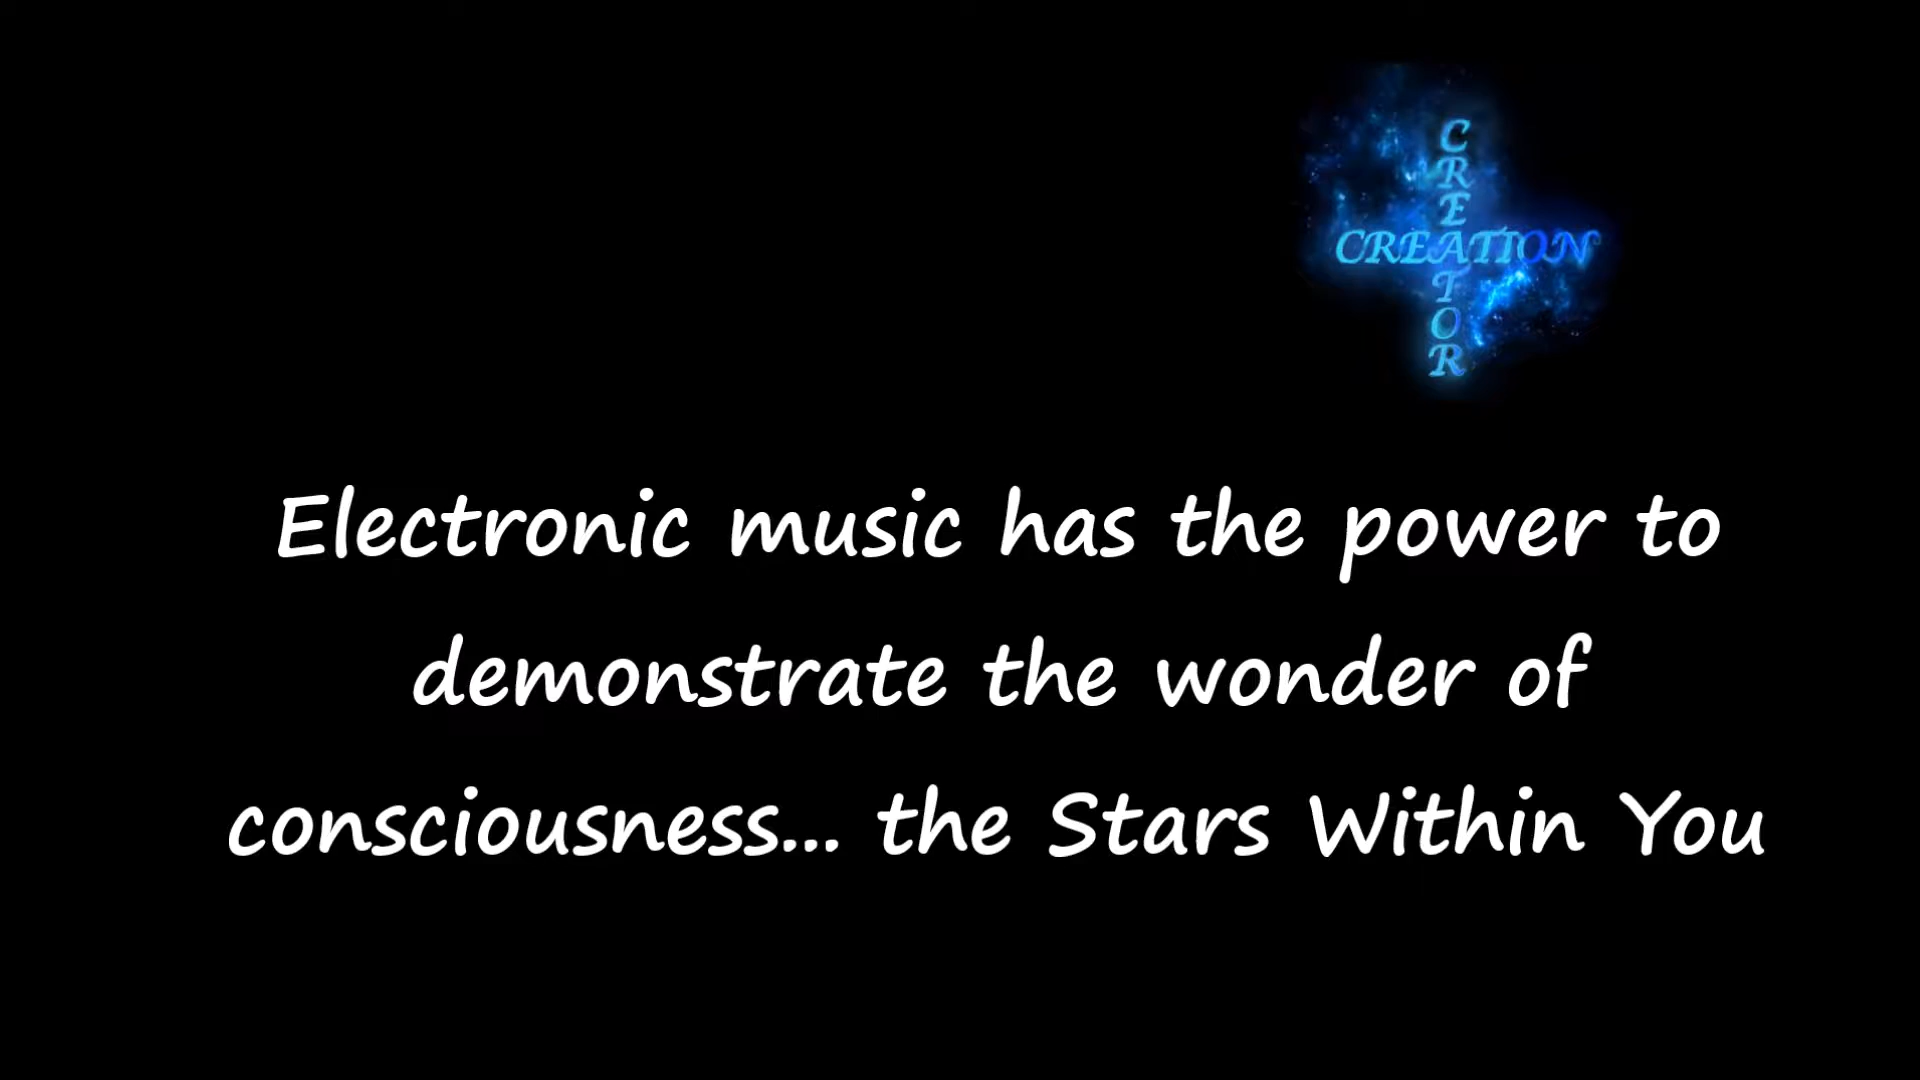 CREATOR
CREATION
Electronic music has the power to
demonstrate the wonder of
consciousness... the Stars Within You